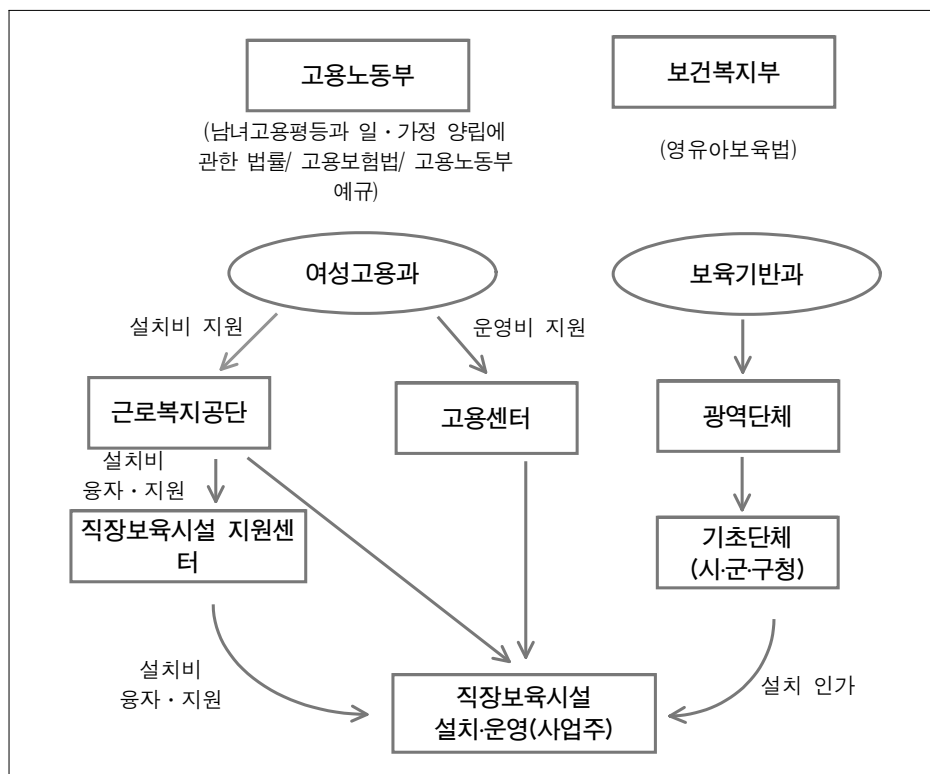 고용노동부
보건복지부
(남녀고용평등과 일・가정 양립에
관한 법률/ 고용보험법/ 고용노동부
예규)
(영유아보육법)
여성고용과
보육기반과
설치비 지원
운영비 지원
근로복지공단
고용센터
광역단체
설치비
융자・지원
직장보육시설 지원센
터
기초단체
(시·군·구청)
설치비
융자・지원
직장보육시설
설치·운영(사업주)
설치 인가